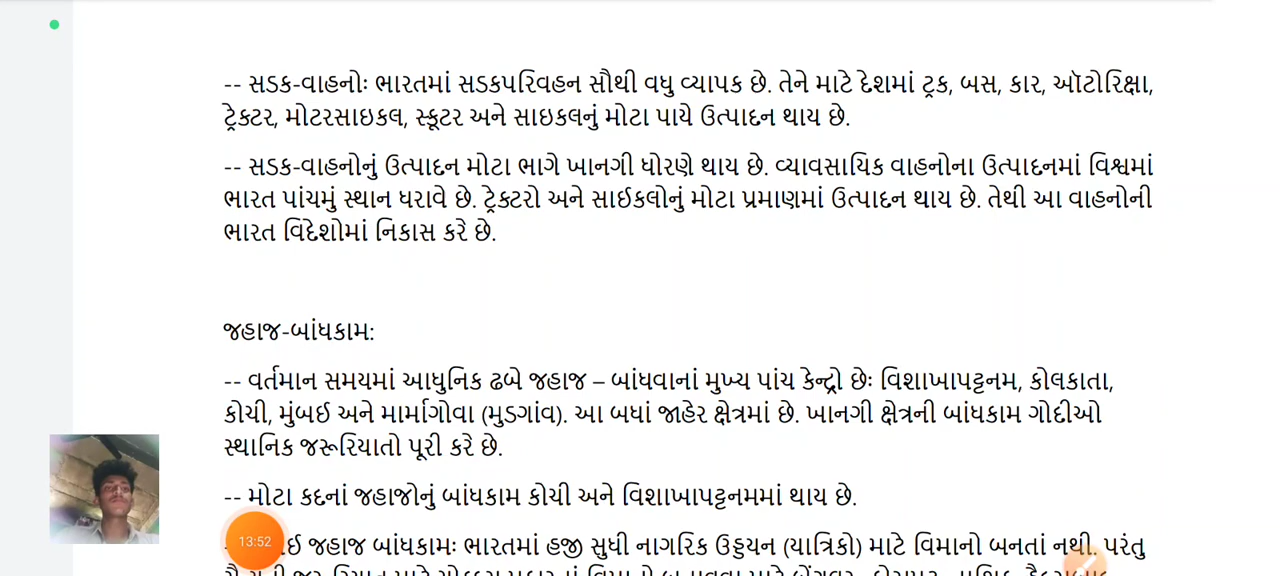 -- સડક-વાહનોઃ ભારતમાં સડકપરિવહન સૌથી વધુ વ્યાપક છે. તેને માટે દેશમાં ટ્રક, બસ, કાર, ઑટોરિક્ષા,
ટ્રેક્ટર, મોટરસાઇકલ, સ્કૂટર અને સાઇકલનું મોટા પાયે ઉત્પાદન થાય છે.
-- સડક-વાહનોનું ઉત્પાદન મોટા ભાગે ખાનગી ધોરણે થાય છે. વ્યાવસાયિક વાહનોના ઉત્પાદનમાં વિશ્વમાં
ભારત પાંચમું સ્થાન ધરાવે છે. ટ્રેક્ટરો અને સાઈકલોનું મોટા પ્રમાણમાં ઉત્પાદન થાય છે. તેથી આ વાહનોની
ભારત વિદેશોમાં નિકાસ કરે છે.
જહાજ-બાંધકામ:
-- વર્તમાન સમયમાં આધુનિક ઢબે જહાજ – બાંધવાનાં મુખ્ય પાંચ કેન્દ્રો છેઃ વિશાખાપટ્ટનમ, કોલકાતા,
કોચી, મુંબઈ અને માર્માગોવા (મુડગાંવ). આ બધાં જાહેર ક્ષેત્રમાં છે. ખાનગી ક્ષેત્રની બાંધકામ ગોદીઓ
સ્થાનિક જરૂરિયાતો પૂરી કરે છે.
-- મોટા કદનાં જહાજોનું બાંધકામ કોચી અને વિશાખાપટ્ટનમમાં થાય છે.
જહાજ બાંધકામઃ ભારતમાં હજી સુધી નાગરિક ઉડ્ડયન (યાત્રિકો) માટે વિમાનો બનતાં નથી. પરંતુ
13:52